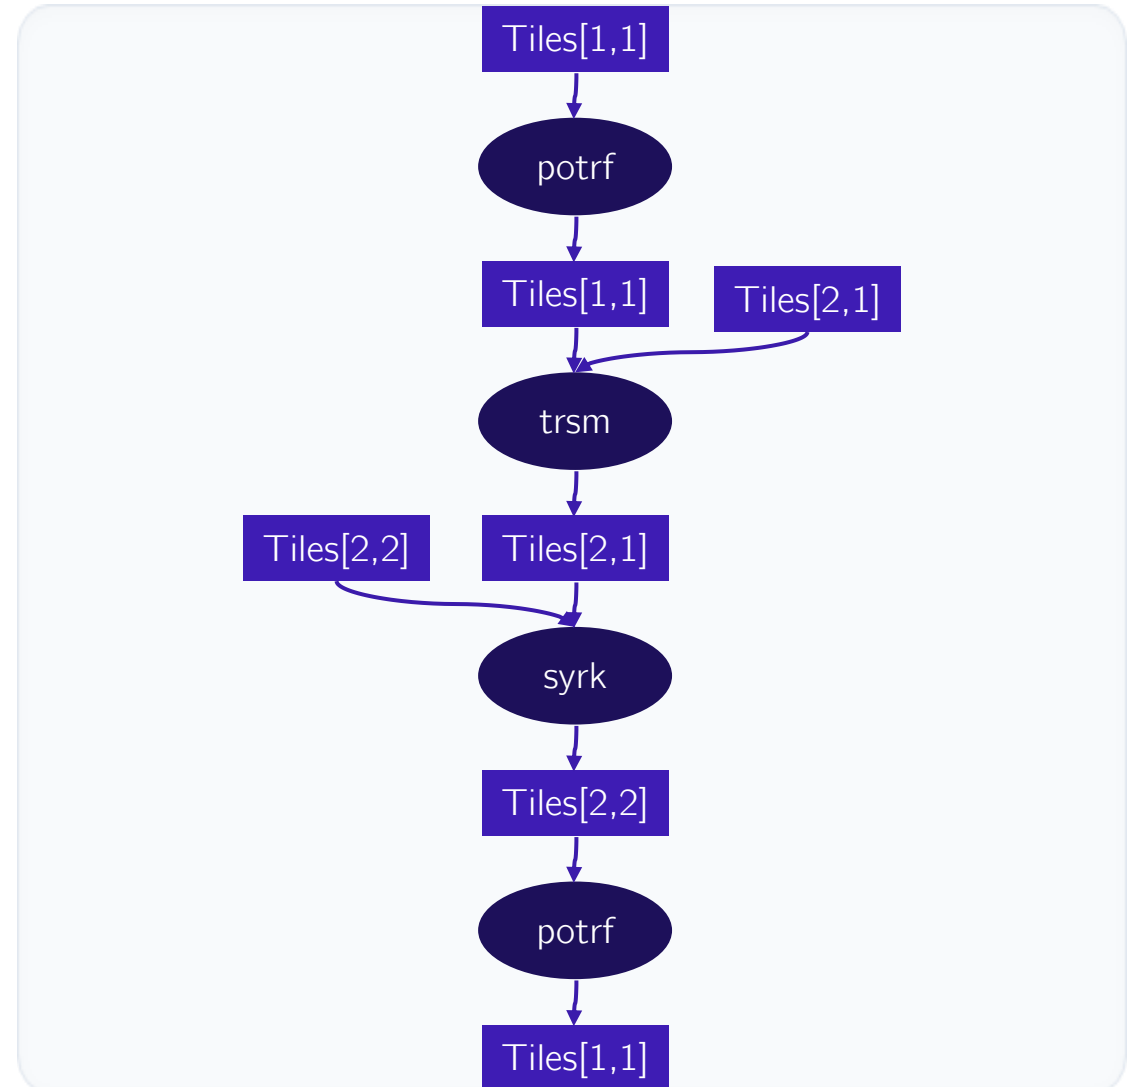 Tiles[1,1]
potrf
Tiles[1,1]
Tiles[2,1]
trsm
Tiles[2,2]
Tiles[2,1]
syrk
Tiles[2,2]
potrf
Tiles[1,1]